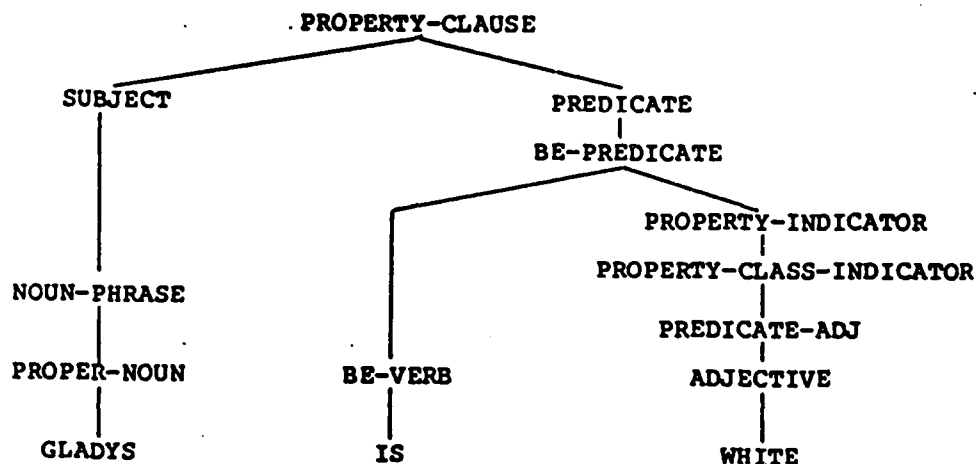 PROPERTY-CLAUSE
SUBJECT PREDICATE
BE-PREDICATE
PROPERTY-INDICATOR
PROPERTY-CLASS-INDICATOR
NOUN-PHRASE
PREDICATE-ADJ
PROPER-NOUN BE-VERB ADJECTIVE
GLADYS IS WHITE